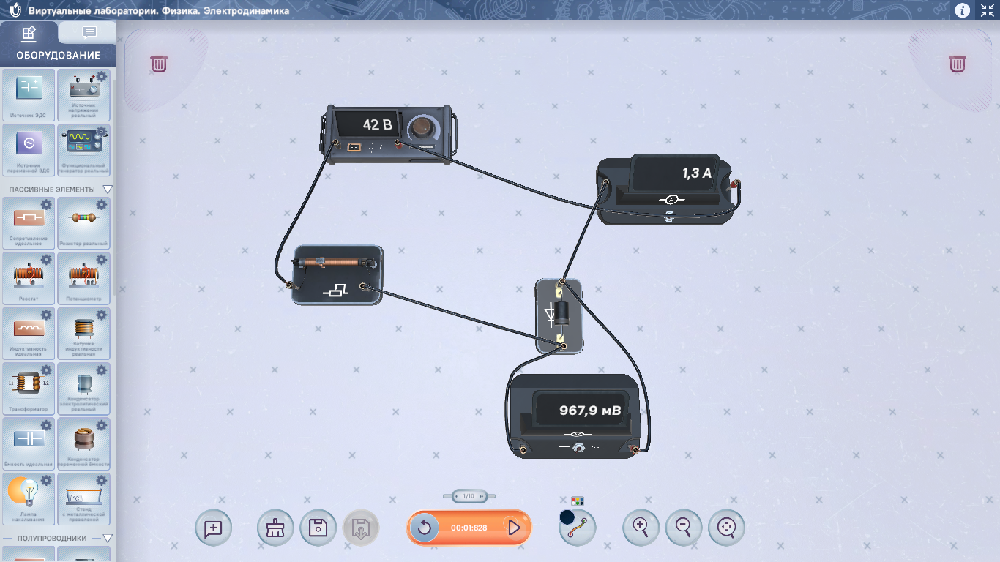 Виртуальные лаборатории. Физика. Электродинамика
ОБОРУДОВАНИЕ
Источник ЭДС
Источник напряжения реальный
Источник переменной ЭДС
Функциональный генератор реальный
ПАССИВНЫЕ ЭЛЕМЕНТЫ
Сопротивление идеальное
Резистор реальный
Реостат
Потенциометр
Индуктивность идеальная
Катушка индуктивности реальная
L1
L2
Трансформатор
Конденсатор электролитический реальный
Ёмкость идеальная
Конденсатор переменной ёмкости
Лампа накаливания
°C
Стенд с металлической проволокой
ПОЛУПРОВОДНИКИ
42 В
1,3 А
A
967,9 мВ
1/10
00:01:828